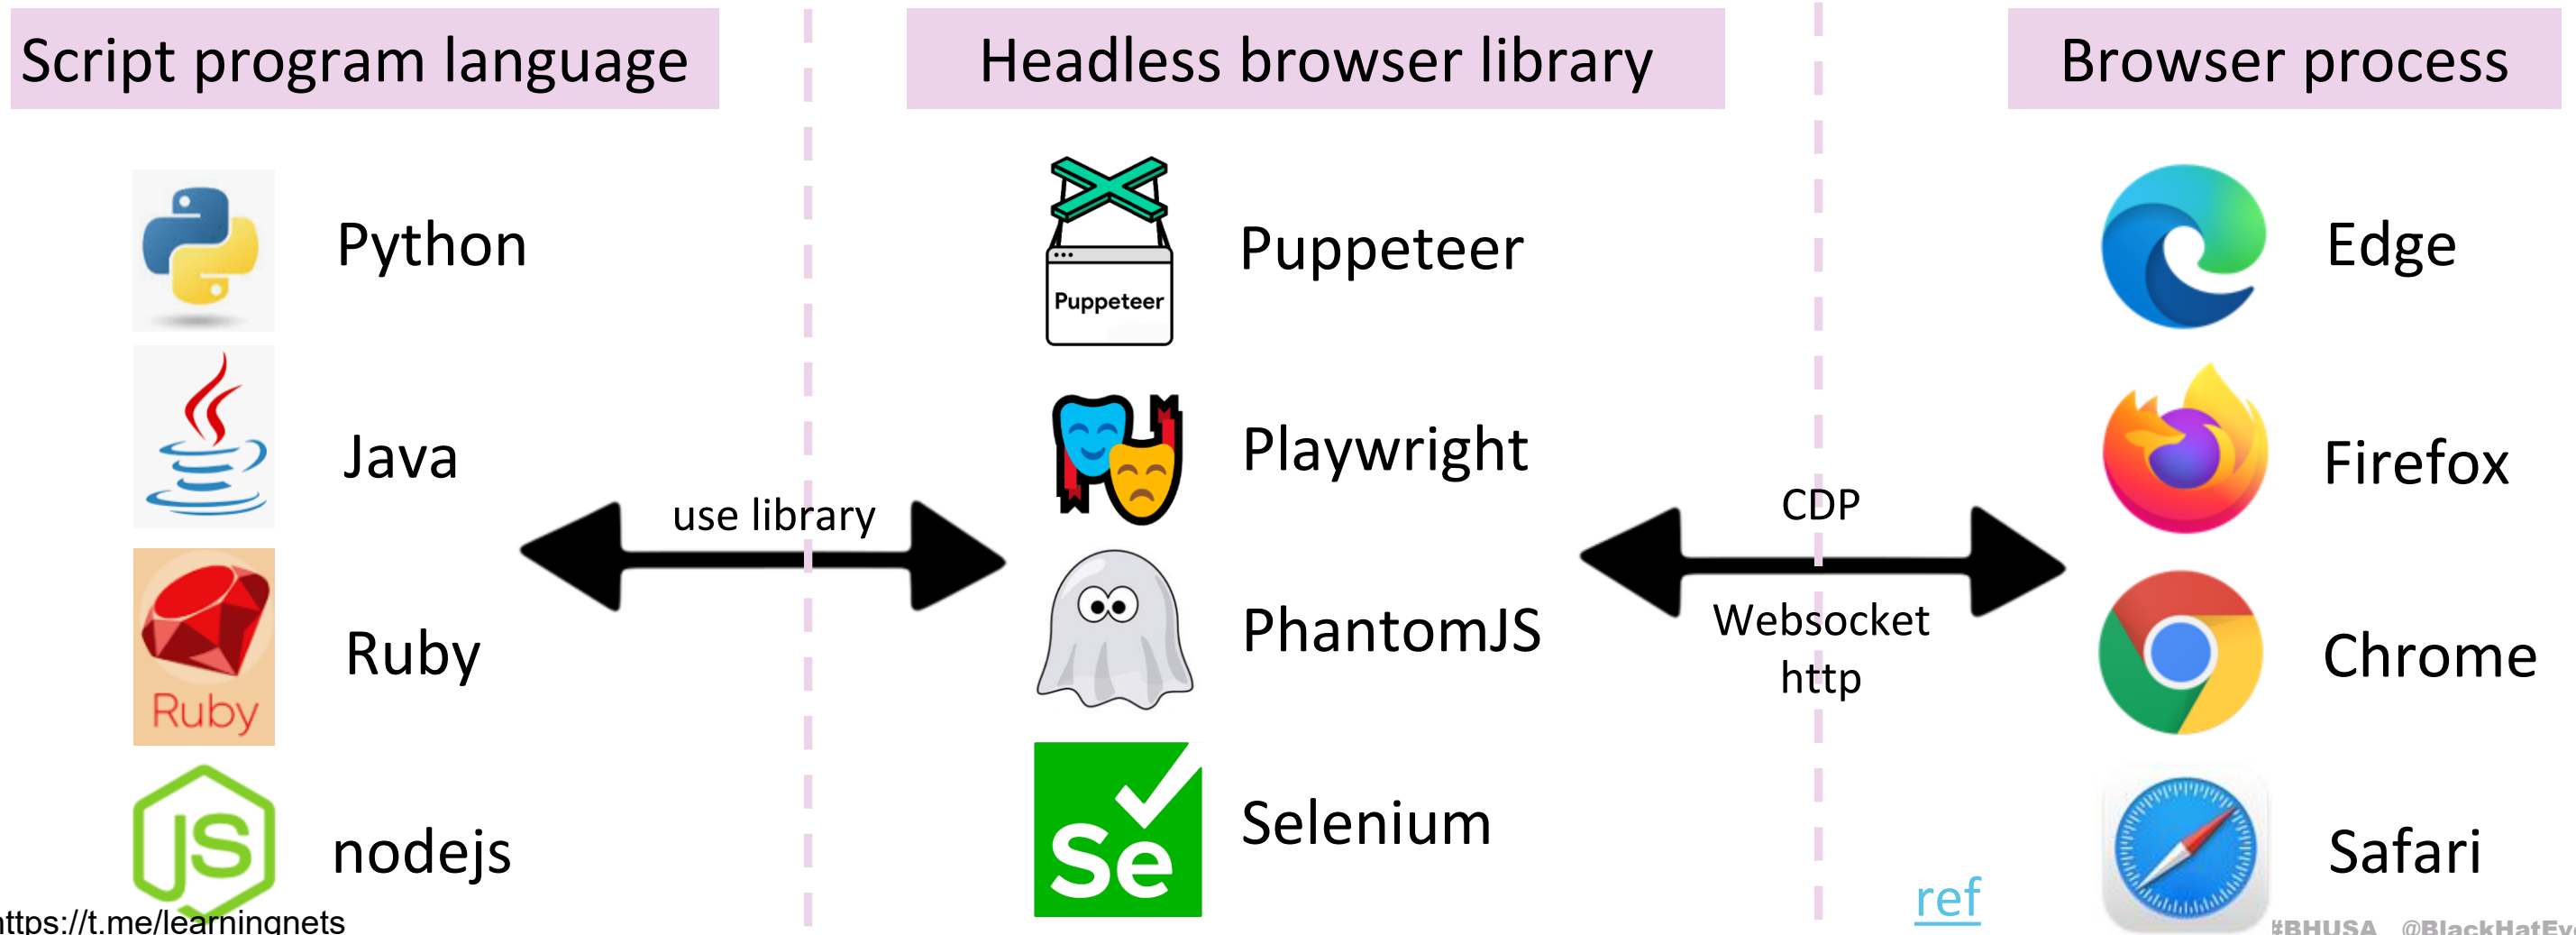 Script program language
Headless browser library
Browser process
Python
Java
Ruby
Ruby
JS
nodejs
use library
Puppeteer
Puppeteer
Playwright
PhantomJS
Se
Selenium
CDP
Websocket
http
Edge
Firefox
Chrome
Safari
ref
https://t.me/learningnets
#BHUSA @BlackHatEv